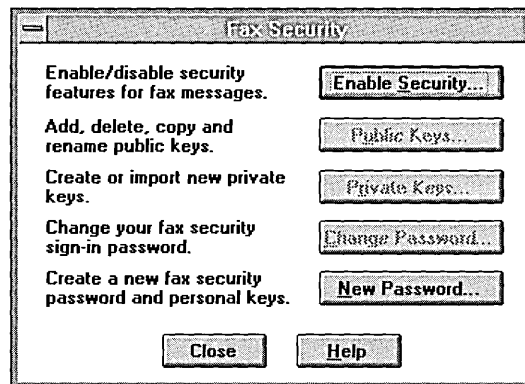 Fax Security
Enable/disable security
features for fax messages.
Enable Security...
Add, delete, copy and
rename public keys.
Public Keys...
Create or import new private
keys.
Private Keys...
Change your fax security
sign-in password.
Change Password...
Create a new fax security
password and personal keys.
New Password...
Close
Help